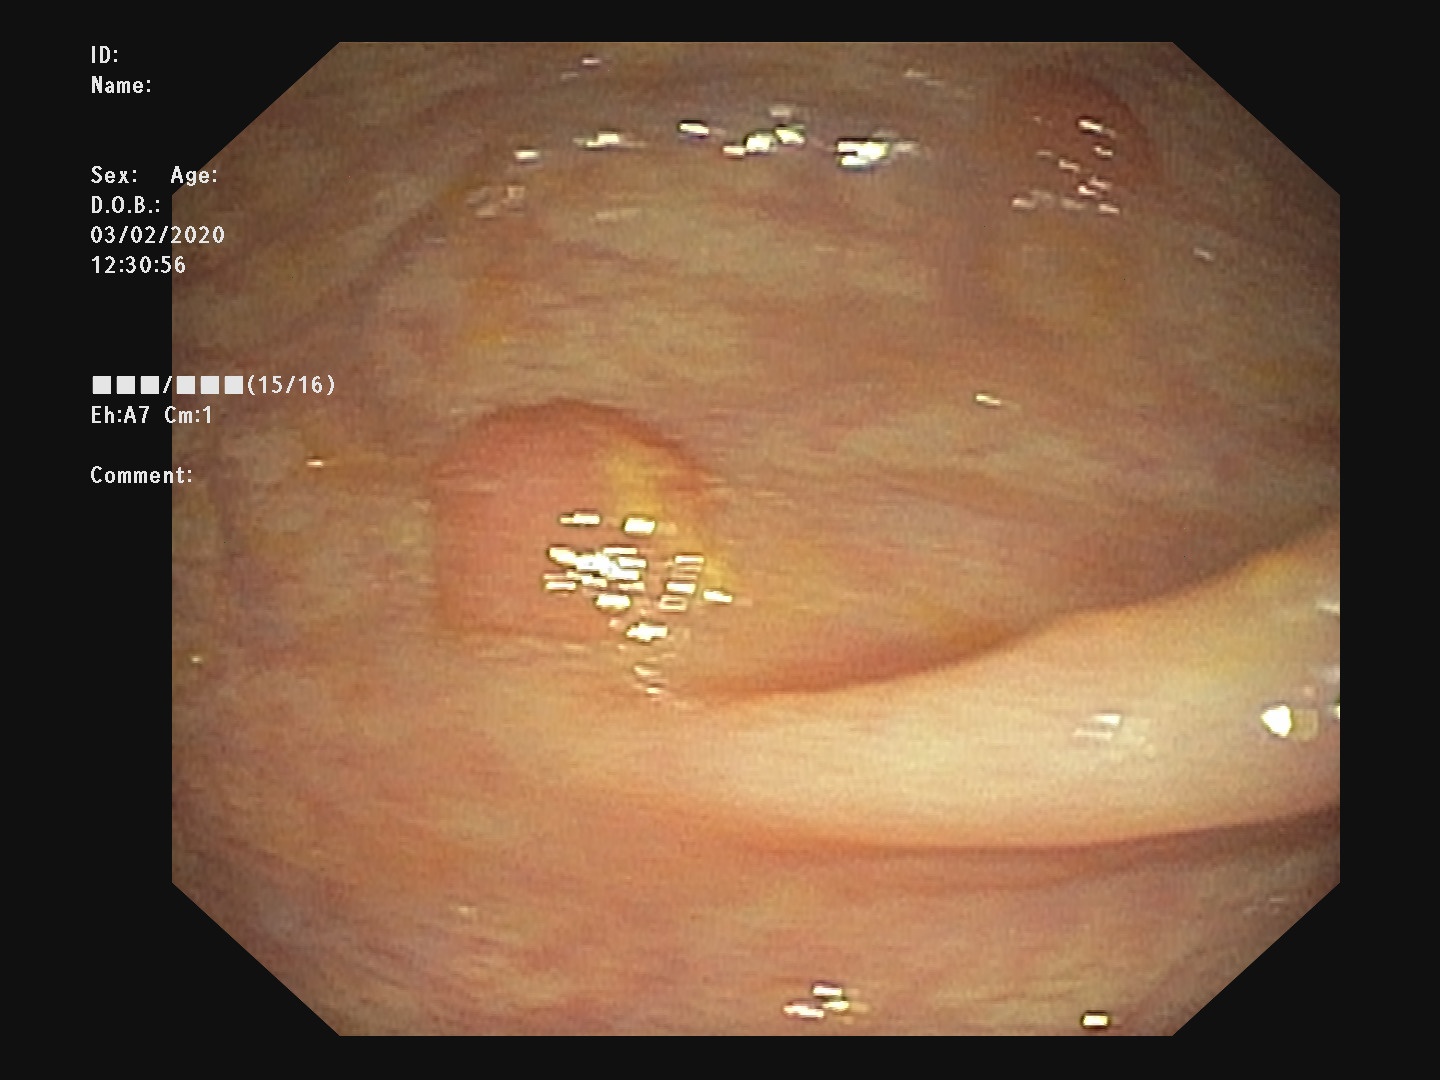 ID:
Name:
Sex: Age:
D.O.B.:
03/02/2020
12:30:56
■■■/■■■(15/16)
Eh:A7 Cm:1
Comment: